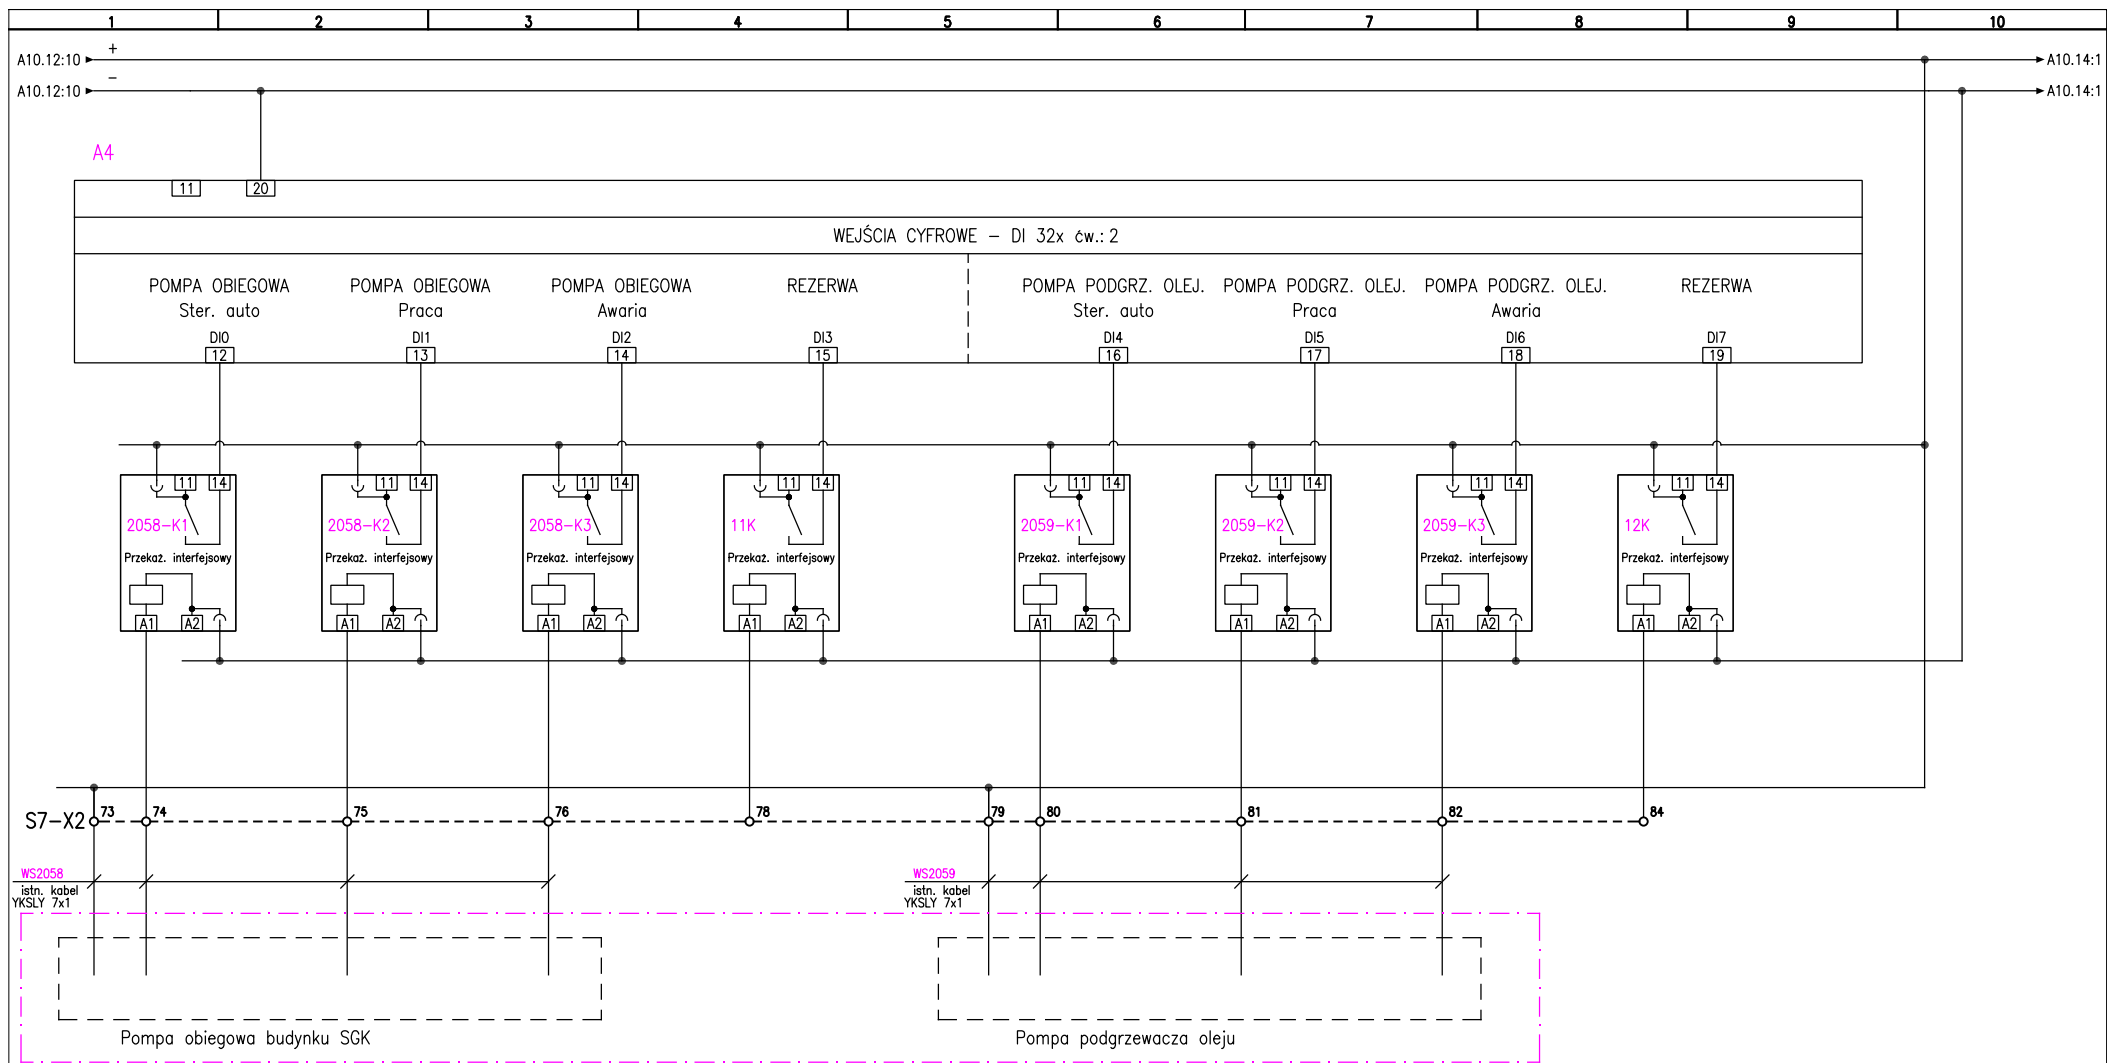 1 2 3 4 5 6 7 8 9 10
+
A10.12:10 A10.14:1
−
A10.12:10 A10.14:1
A4
11 20
WEJŚCIA CYFROWE – DI 32x ćw.: 2
POMPA OBIEGOWA POMPA OBIEGOWA POMPA OBIEGOWA REZERWA POMPA PODGRZ. OLEJ. POMPA PODGRZ. OLEJ. POMPA PODGRZ. OLEJ. REZERWA
Ster. auto Praca Awaria Ster. auto Praca Awaria
DI0 DI1 DI2 DI3 DI4 DI5 DI6 DI7
12 13 14 15 16 17 18 19
11 14 11 14 11 14 11 14 11 14 11 14 11 14 11 14
2058-K1 2058-K2 2058-K3 11K 2059-K1 2059-K2 2059-K3 12K
Przekaź. interfejsowy Przekaź. interfejsowy Przekaź. interfejsowy Przekaź. interfejsowy Przekaź. interfejsowy Przekaź. interfejsowy Przekaź. interfejsowy Przekaź. interfejsowy
A1 A2 A1 A2 A1 A2 A1 A2 A1 A2 A1 A2 A1 A2 A1 A2
S7-X2 73 74 75 76 78 79 80 81 82 84
WS2058 WS2059
istn. kabel istn. kabel
YKSLY 7x1 YKSLY 7x1
Pompa obiegowa budynku SGK Pompa podgrzewacza oleju